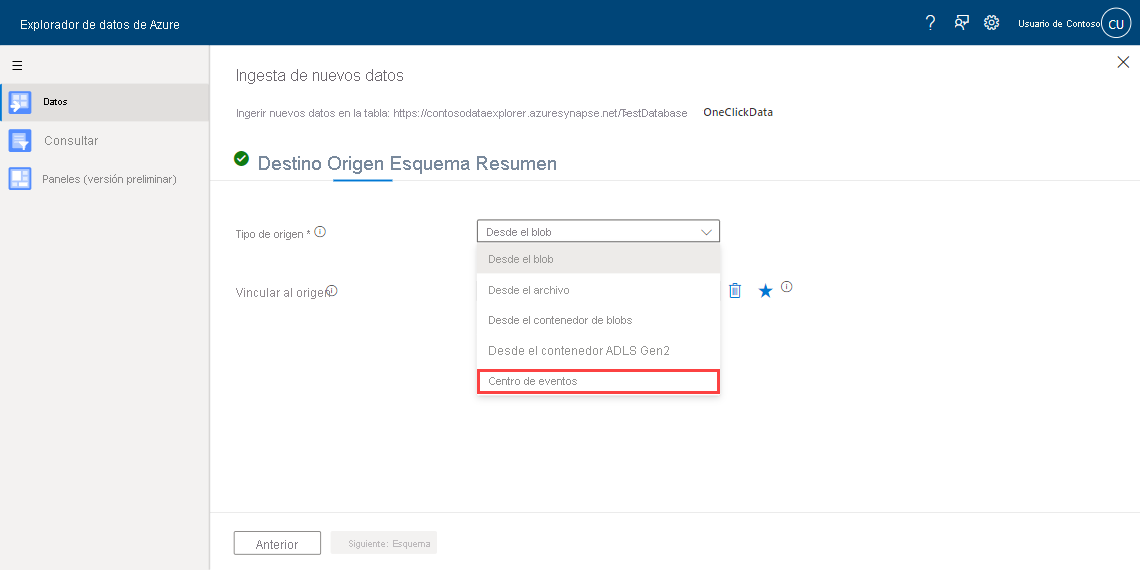 Explorador de datos de Azure
? Usuario de Contoso CU
Ingesta de nuevos datos
Ingerir nuevos datos en la tabla: https://contosodataexplorer.azuresynapse.net/TestDatabase OneClickData
Datos
Consultar
Paneles (versión preliminar)
Destino Origen Esquema Resumen
Tipo de origen *
Desde el blob
Desde el blob
Vincular al origen
Desde el archivo
Desde el contenedor de blobs
Desde el contenedor ADLS Gen2
Centro de eventos
Anterior
Siguiente: Esquema